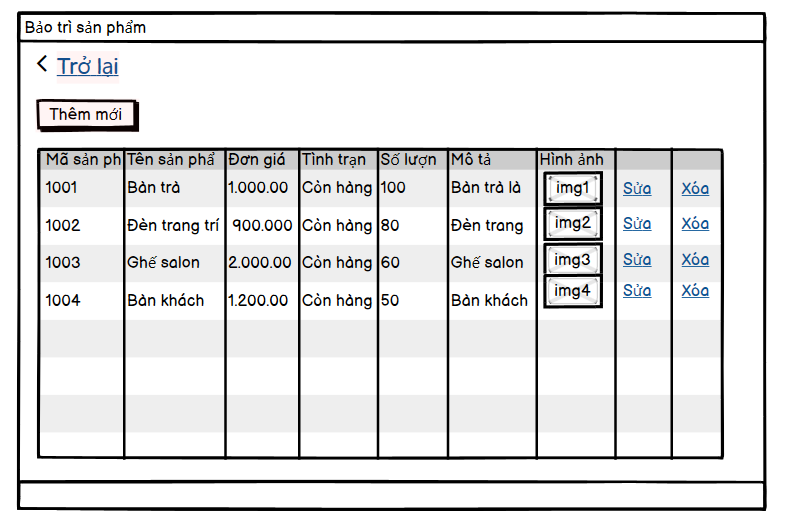 Bảo trì sản phẩm
Trở lại
Thêm mới
Mã sản ph Tên sản phẩ Đơn giá Tình trạn Số lượn Mô tả Hình ảnh
1001 Bàn trà 1.000.00 Còn hàng 100 Bàn trà là img1 Sửa Xóa
1002 Đèn trang trí 900.000 Còn hàng 80 Đèn trang img2 Sửa Xóa
1003 Ghế salon 2.000.00 Còn hàng 60 Ghế salon img3 Sửa Xóa
1004 Bàn khách 1.200.00 Còn hàng 50 Bàn khách img4 Sửa Xóa